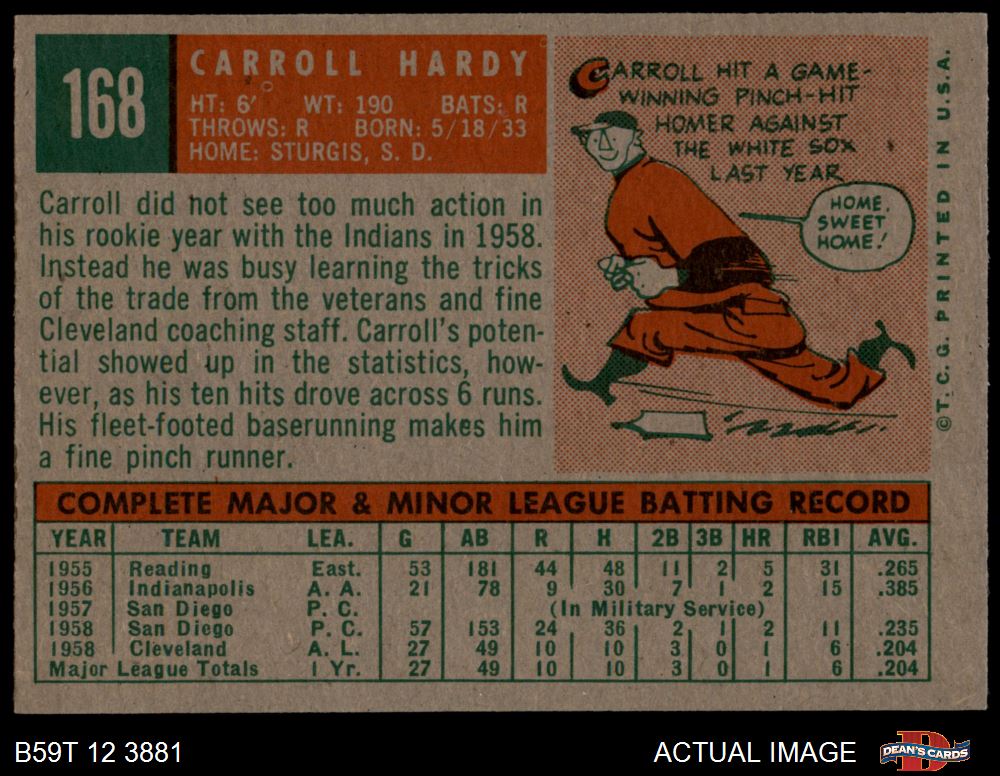 168
CARROLL HARDY
HT: 6' WT: 190 BATS: R
THROWS: R BORN: 5/18/33
HOME: STURGIS, S. D.
Carroll did not see too much action in
his rookie year with the Indians in 1958.
Instead he was busy learning the tricks
of the trade from the veterans and fine
Cleveland coaching staff. Carroll's poten-
tial showed up in the statistics, how-
ever, as his ten hits drove across 6 runs.
His fleet-footed baserunning makes him
a fine pinch runner.
CARROLL HIT A GAME-
WINNING PINCH-HIT
HOMER AGAINST
THE WHITE SOX
LAST YEAR
HOME,
SWEET
HOME!
©T. C. G. PRINTED IN U. S. A.
COMPLETE MAJOR & MINOR LEAGUE BATTING RECORD
YEAR TEAM LEA. G AB R H 2B 3B HR RBI AVG.
1955 Reading East. 53 181 44 48 11 2 5 31 .265
1956 Indianapolis A. A. 21 78 9 30 7 1 2 15 .385
1957 San Diego P. C. (In Military Service)
1958 San Diego P. C. 57 153 24 36 2 1 2 11 .235
1958 Cleveland A. L. 27 49 10 10 3 0 1 6 .204
Major League Totals 1 Yr. 27 49 10 10 3 0 1 6 .204
B59T 12 3881
ACTUAL IMAGE
D
DEAN'S CARDS